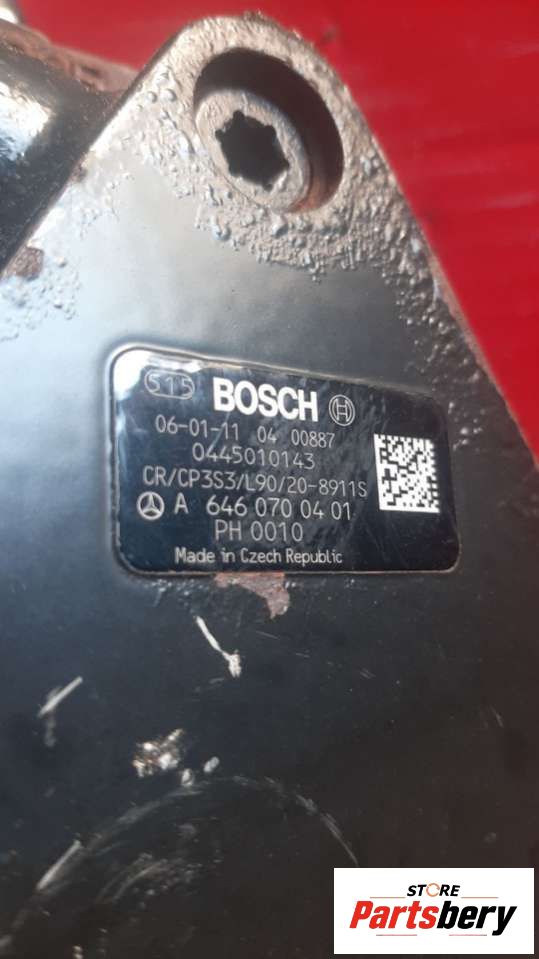 515 BOSCH
06-01-11 04 00887
0445010143
CR/CP3S3/L90/20-8911S
A 646 070 04 01
PH 0010
Made in Czech Republic
STORE
Partsbery